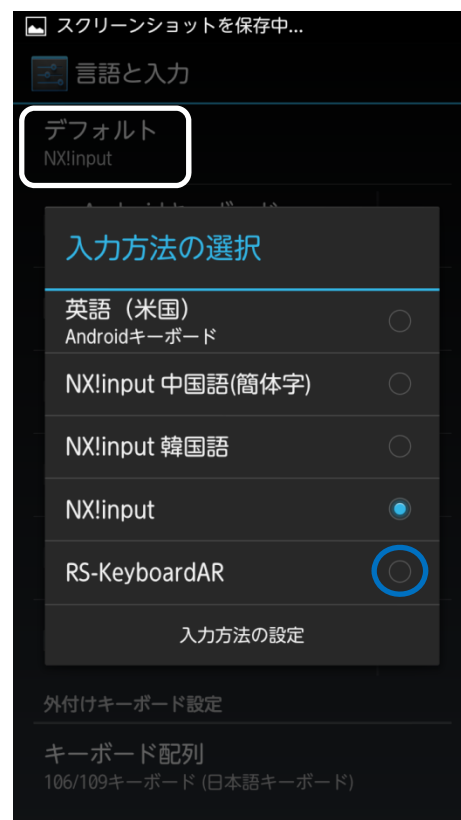 スクリーンショットを保存中...
言語と入力
デフォルト
NX!input
入力方法の選択
英語（米国）
Androidキーボード
NX!input 中国語(簡体字)
NX!input 韓国語
NX!input
RS-KeyboardAR
入力方法の設定
外付けキーボード設定
キーボード配列
106/109キーボード (日本語キーボード)